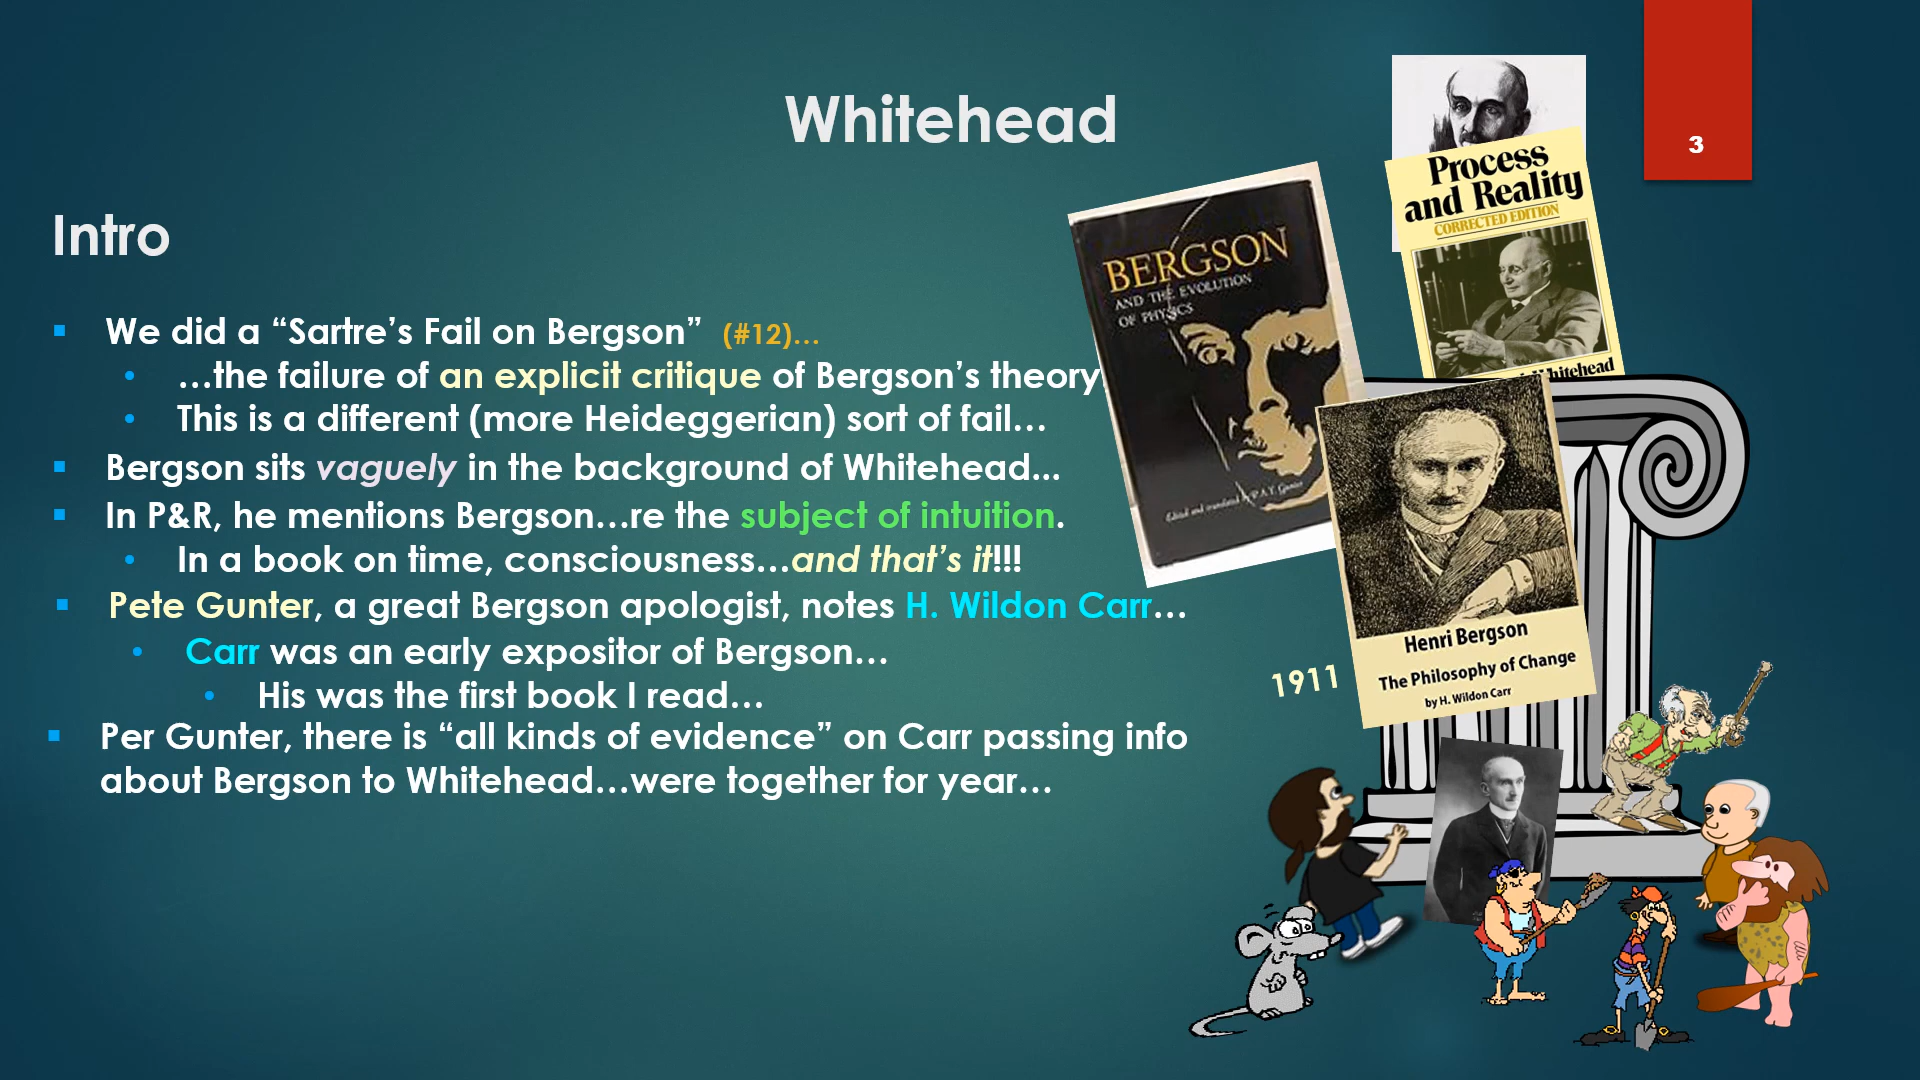 Whitehead
3
Intro
We did a “Sartre’s Fail on Bergson” (#12)…
…the failure of an explicit critique of Bergson’s theory
This is a different (more Heideggerian) sort of fail…
Bergson sits vaguely in the background of Whitehead...
In P&R, he mentions Bergson…re the subject of intuition.
In a book on time, consciousness…and that’s it!!!
Pete Gunter, a great Bergson apologist, notes H. Wildon Carr…
Carr was an early expositor of Bergson…
His was the first book I read…
Per Gunter, there is “all kinds of evidence” on Carr passing info
about Bergson to Whitehead…were together for year…
BERGSON
AND THE EVOLUTION
OF PHYSICS
Edited and translated by P.A.Y. Gunter
Process
and Reality
CORRECTED EDITION
Whitehead
Henri Bergson
The Philosophy of Change
by H. Wildon Carr
1911